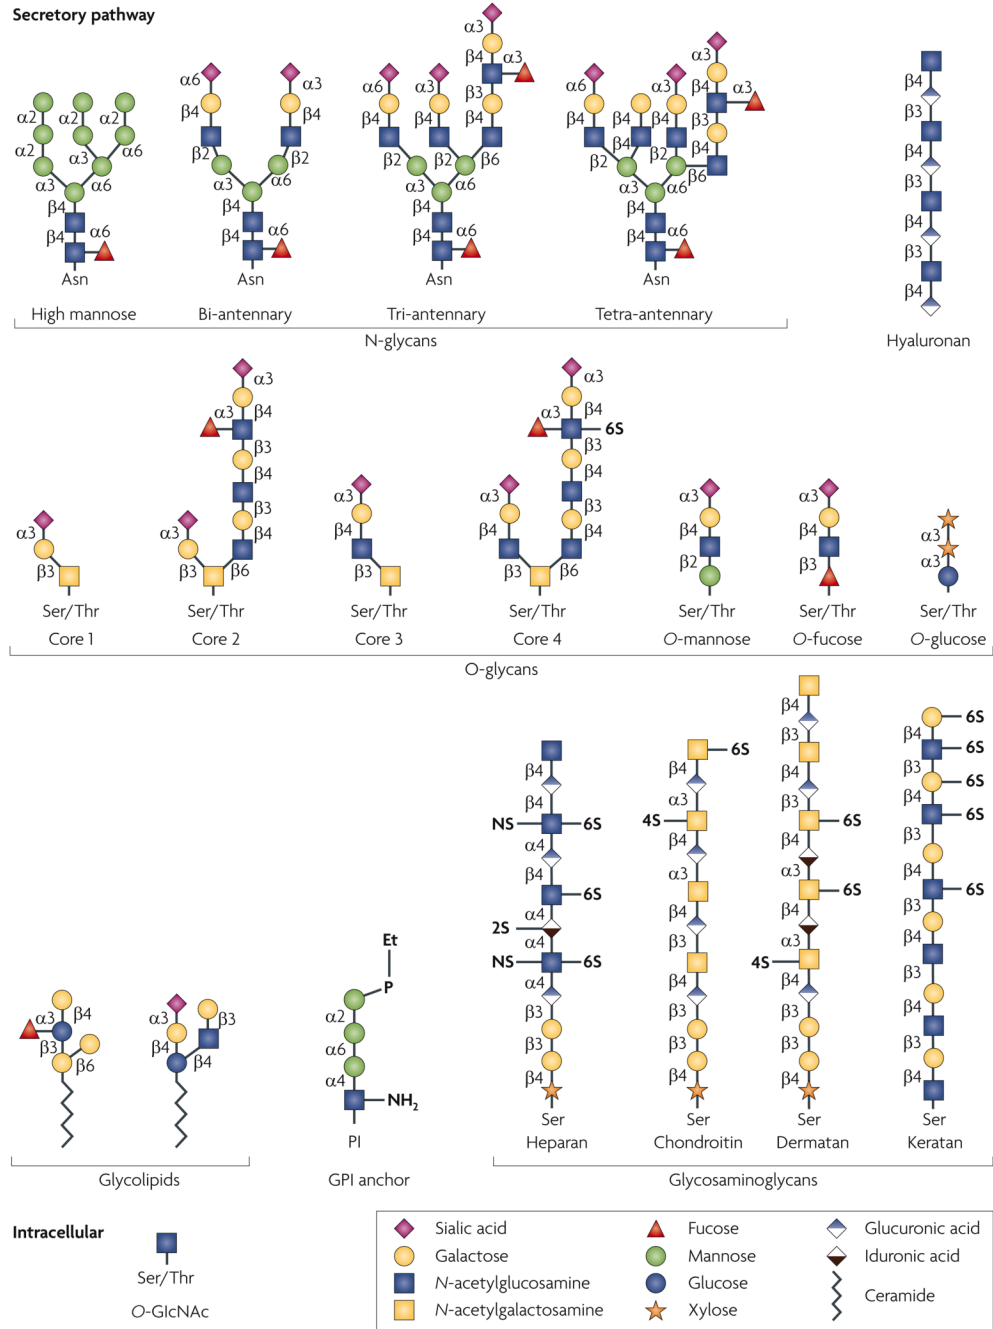 Secretory pathway
α2 α2 α2
α2 α3 α6
α3 α6
β4
β4 α6
Asn
High mannose
α6 α3
β4 β4
β2 β2
α3 α6
β4
β4 α6
Asn
Bi-antennary
α3
β4 α3
α6 α3 β3
β4 β4 β4
β2 β2 β6
α3 α6
β4
β4 α6
Asn
Tri-antennary
α3
β4 α3
α6 α3 β3
β4 β4 β4 β4
β2 β4 β2 β6
α3 α6
β4
β4 α6
Asn
Tetra-antennary
N-glycans
β4
β3
β4
β3
β4
β3
β4
Hyaluronan
α3
β3
Ser/Thr
Core 1
α3
α3 β4
β3
β4
β3
α3 β4
β3 β6
Ser/Thr
Core 2
α3
β4
β3
Ser/Thr
Core 3
α3
α3 β4
6S
β3
β4
α3 β3
β4 β4
β3 β6
Ser/Thr
Core 4
α3
β4
β2
Ser/Thr
O-mannose
α3
β4
β3
Ser/Thr
O-fucose
α3
α3
Ser/Thr
O-glucose
O-glycans
α3 β4
β3 β6
α3 β3
β4 β4
Glycolipids
Et
P
α2
α6
α4
NH2
PI
GPI anchor
β4
β4
NS 6S
α4
β4
6S
α4
2S
α4
NS 6S
α4
β3
β3
β4
Ser
Heparan
6S
β4
α3
4S
β4
α3
β4
β3
β4
β3
β3
β4
Ser
Chondroitin
β4
β3
β4
β3
6S
β4
α3
6S
β4
α3
4S
β4
β3
β3
β4
Ser
Dermatan
6S
β4
6S
β3
6S
β4
6S
β3
β4
6S
β3
β4
β3
β4
β3
β4
Ser
Keratan
Glycosaminoglycans
Intracellular
Ser/Thr
O-GlcNAc
Sialic acid
Galactose
N-acetylglucosamine
N-acetylgalactosamine
Fucose
Mannose
Glucose
Xylose
Glucuronic acid
Iduronic acid
Ceramide